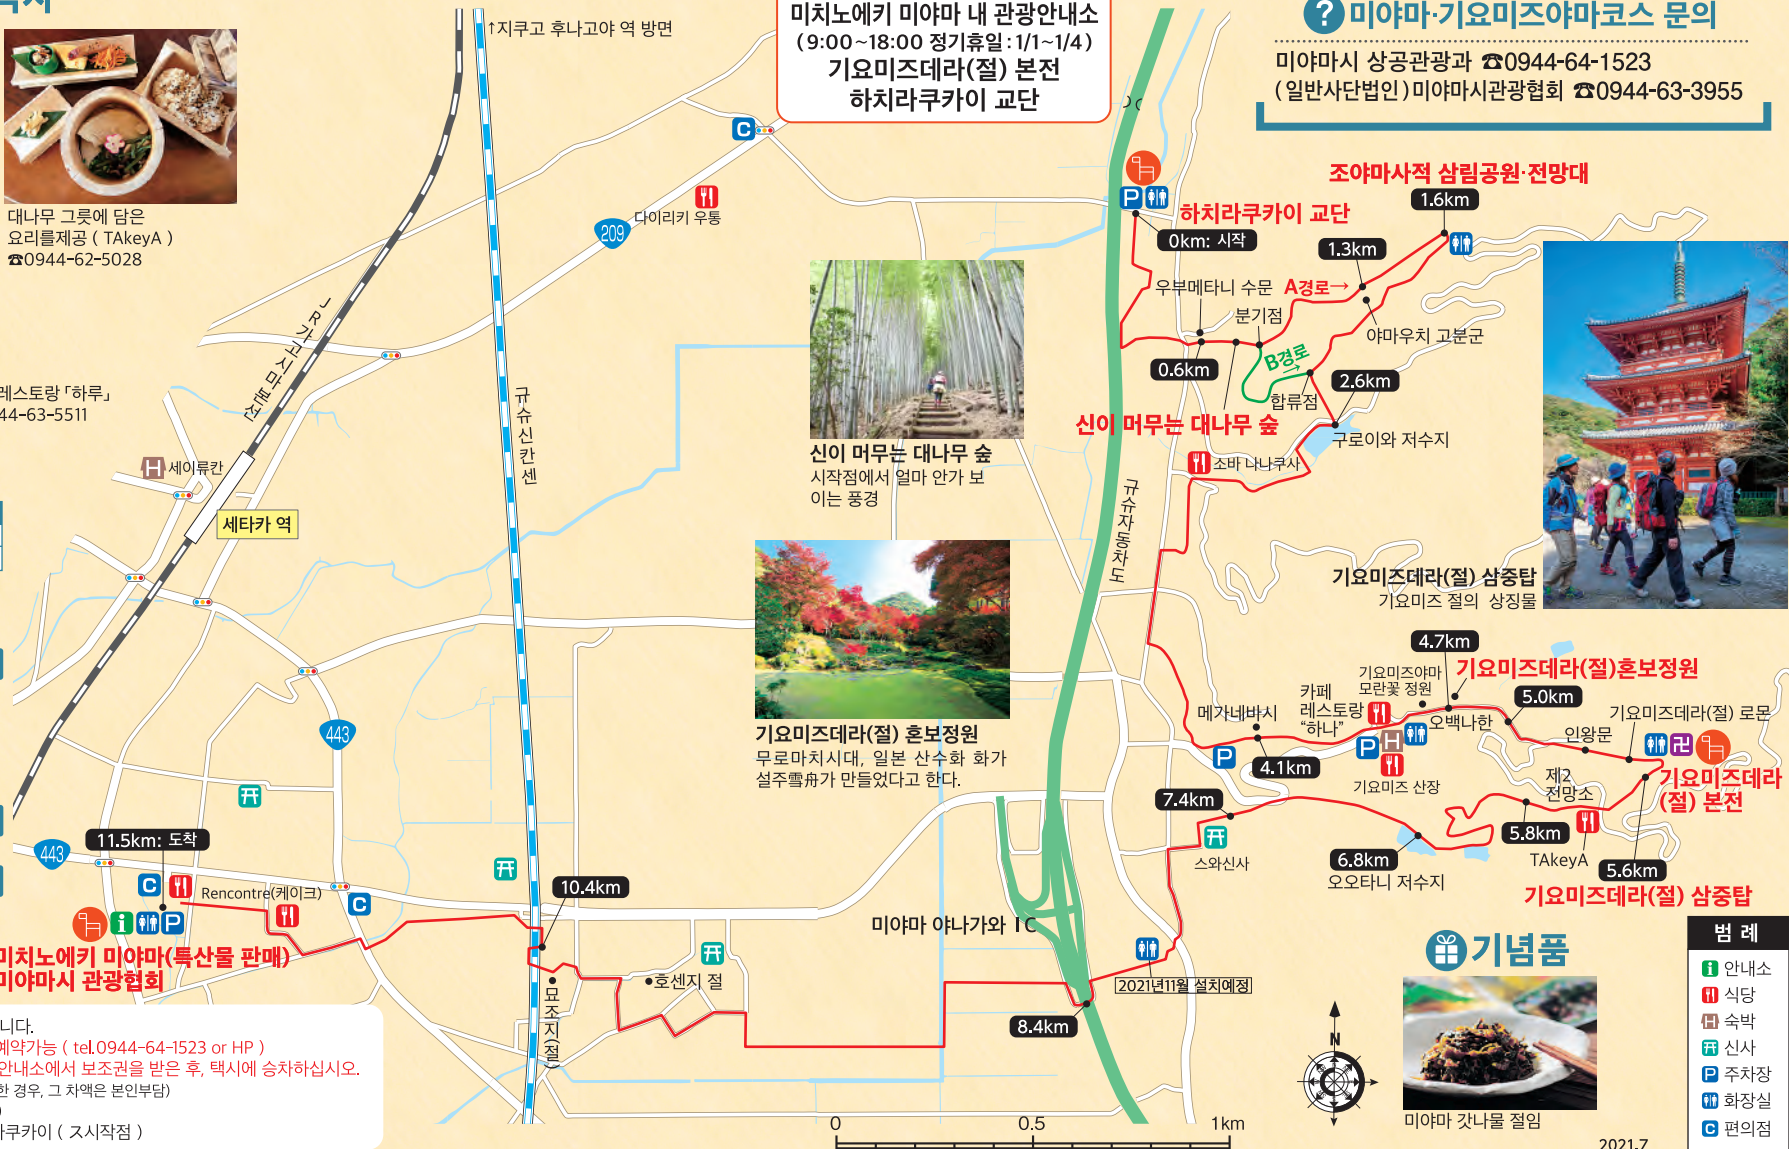 ↑지쿠고 후나고야 역 방면
미치노에키 미야마 내 관광안내소
(9:00~18:00 정기휴일:1/1~1/4)
기요미즈데라(절) 본전
하치라쿠카이 교단
? 미야마·기요미즈야마코스 문의
미야마시 상공관광과 ☎0944-64-1523
(일반사단법인)미야마시관광협회 ☎0944-63-3955
대나무 그릇에 담은
요리를제공 ( TAkeyA )
☎0944-62-5028
레스토랑 「하루」
44-63-5511
C
다이리키 우동
209
JR가고시마본선
규슈신칸센
H 세이류칸
세타카 역
신이 머무는 대나무 숲
시작점에서 얼마 안가 보
이는 풍경
기요미즈데라(절) 혼보정원
무로마치시대, 일본 산수화 화가
설주雪舟가 만들었다고 한다.
P
하치라쿠카이 교단
0km: 시작
조야마사적 삼림공원·전망대
1.6km
1.3km
우부메타니 수문
A경로→
분기점
야마우치 고분군
0.6km
B경로→
2.6km
합류점
신이 머무는 대나무 숲
구로이와 저수지
소바 나나쿠사
규슈자동차도
기요미즈데라(절) 삼중탑
기요미즈 절의 상징물
4.7km
기요미즈데라(절)혼보정원
기요미즈야마
모란꽃 정원
카페
레스토랑
“하나”
5.0km
메가네바시
오백나한
기요미즈데라(절) 로몬
인왕문
P
4.1km
P
H
卍
기요미즈 산장
제2
전망소
기요미즈데라
(절) 본전
7.4km
5.8km
TAkeyA
5.6km
스와신사
6.8km
오오타니 저수지
기요미즈데라(절) 삼중탑
443
443
11.5km: 도착
C
Rencontre(케이크)
C
i
P
미치노에키 미야마(특산물 판매)
미야마시 관광협회
10.4km
묘조지(절)
호센지 절
미야마 야나가와 IC
2021년11월 설치예정
8.4km
니다.
예약가능 ( tel.0944-64-1523 or HP )
안내소에서 보조권을 받은 후, 택시에 승차하십시오.
한 경우, 그 차액은 본인부담)
)
라쿠카이 ( ス시작점 )
0 0.5 1km
N
기념품
미야마 갓나물 절임
범 례
i 안내소
식당
H 숙박
신사
P 주차장
화장실
C 편의점
2021.7